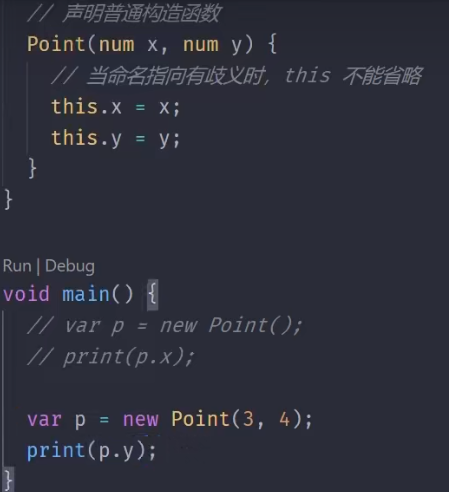 // 声明普通构造函数
Point(num x, num y) {
// 当命名指向有歧义时, this 不能省略
this.x = x;
this.y = y;
}
}
Run | Debug
void main() {
// var p = new Point();
// print(p.x);
var p = new Point(3, 4);
print(p.y);
}